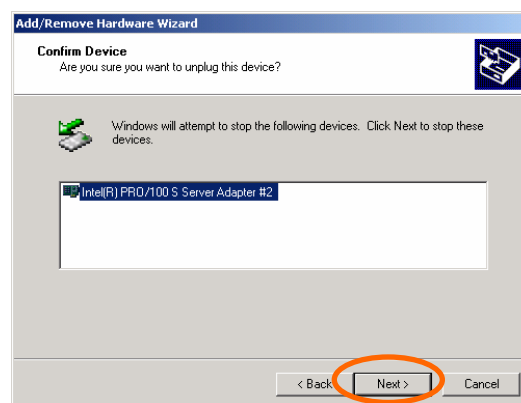 Add/Remove Hardware Wizard
Confirm Device
Are you sure you want to unplug this device?
Windows will attempt to stop the following devices. Click Next to stop these
devices.
Intel(R) PRO/100 S Server Adapter #2
< Back
Next >
Cancel